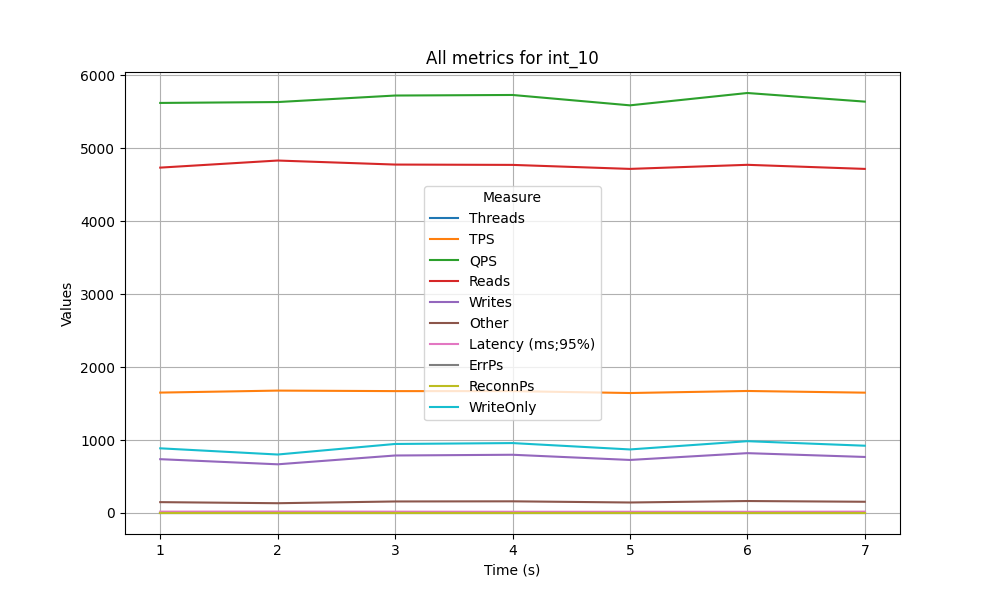 All metrics for int_10
6000
5000
4000
3000
2000
1000
0
Values
Measure
Threads
TPS
QPS
Reads
Writes
Other
Latency (ms;95%)
ErrPs
ReconnPs
WriteOnly
1 2 3 4 5 6 7
Time (s)